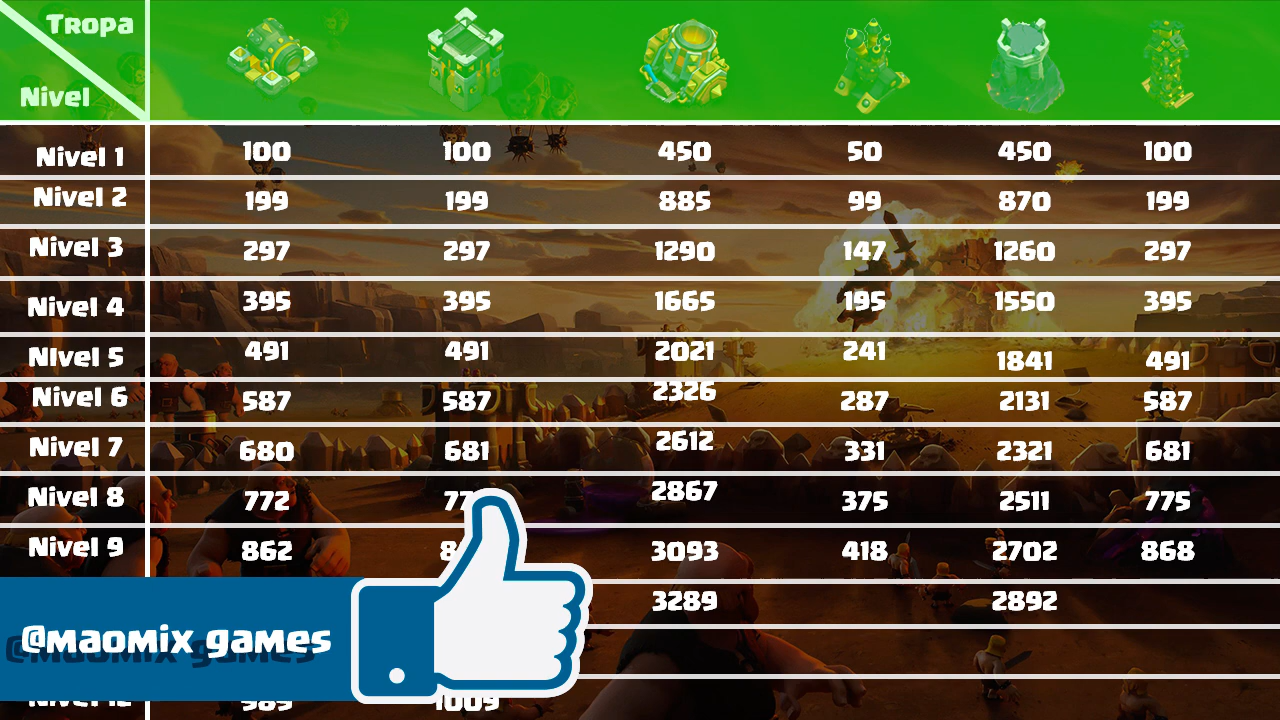 Tropa
Nivel
Nivel 1 100 100 450 50 450 100
Nivel 2 199 199 885 99 870 199
Nivel 3 297 297 1290 147 1260 297
Nivel 4 395 395 1665 195 1550 395
NIvel 5 491 491 2021 241 1841 491
Nivel 6 587 587 2326 287 2131 587
Nivel 7 680 681 2612 331 2321 681
Nivel 8 772 2867 375 2511 775
Nivel 9 862 3093 418 2702 868
3289 2892
@maomix games
Nivel 12 989 1009